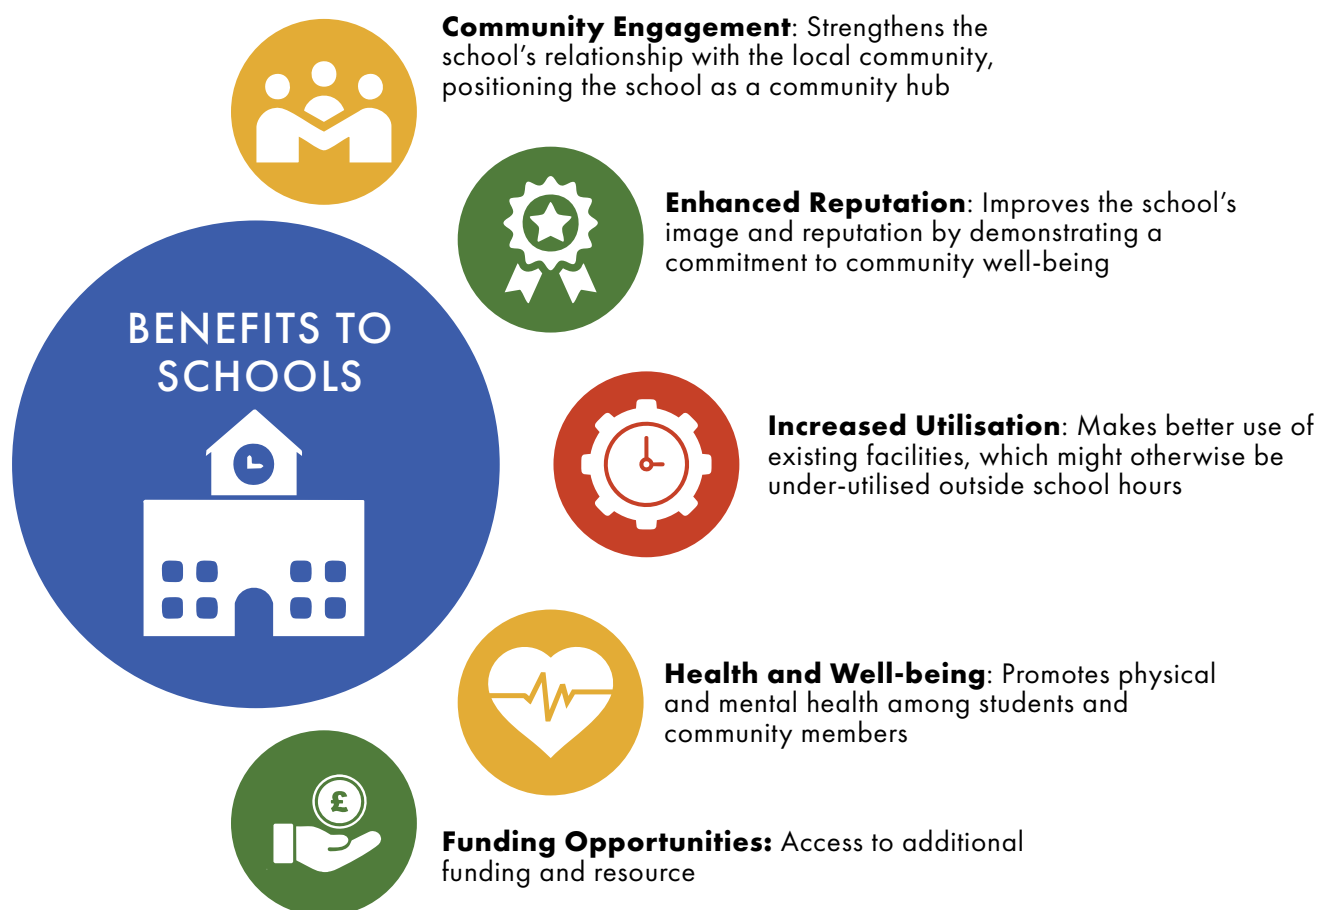 Community Engagement: Strengthens the
school’s relationship with the local community,
positioning the school as a community hub
Enhanced Reputation: Improves the school’s
image and reputation by demonstrating a
commitment to community well-being
BENEFITS TO
SCHOOLS
Increased Utilisation: Makes better use of
existing facilities, which might otherwise be
under-utilised outside school hours
Health and Well-being: Promotes physical
and mental health among students and
community members
£
Funding Opportunities: Access to additional
funding and resource